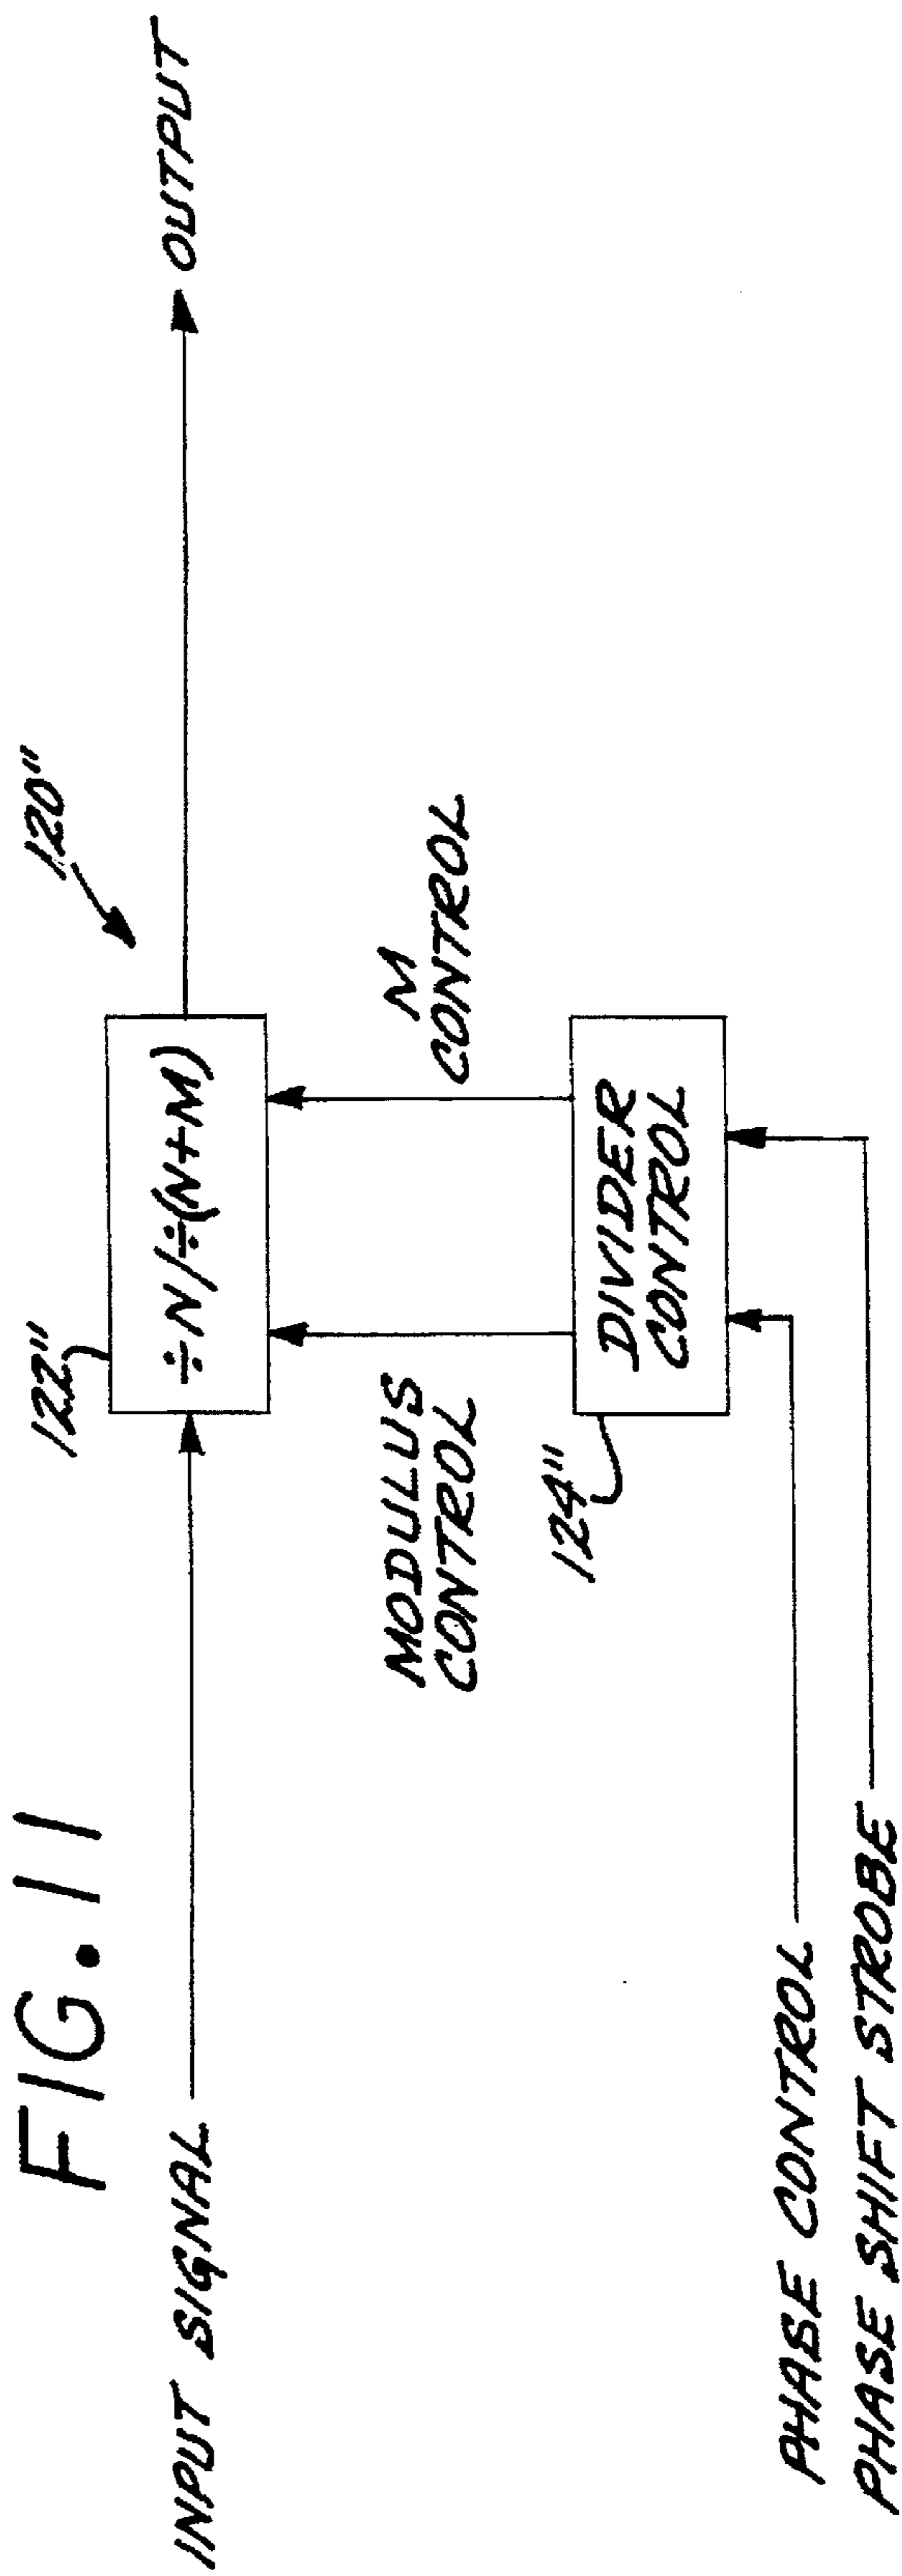 FIG. 11
120"
122"
INPUT SIGNAL
÷N/÷(N+M)
OUTPUT
MODULUS
CONTROL
M
CONTROL
124"
DIVIDER
CONTROL
PHASE CONTROL
PHASE SHIFT STROBE